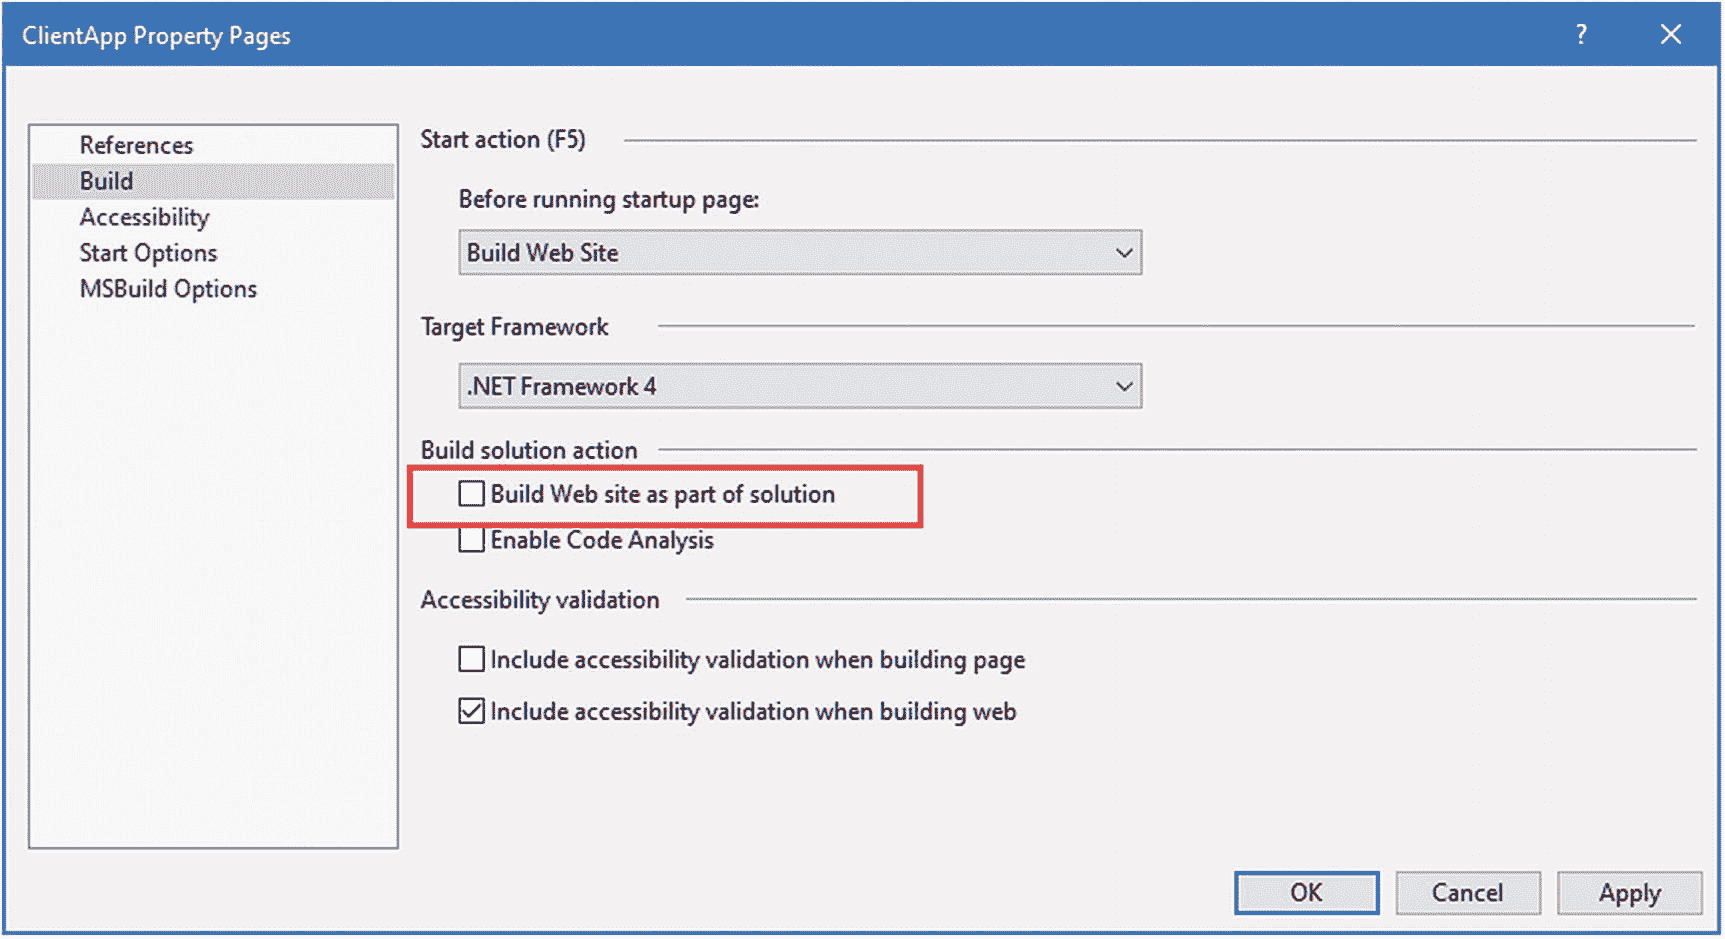 ClientApp Property Pages
?
References
Build
Accessibility
Start Options
MSBuild Options
Start action (F5)
Before running startup page:
Build Web Site
Target Framework
.NET Framework 4
Build solution action
Build Web site as part of solution
Enable Code Analysis
Accessibility validation
Include accessibility validation when building page
Include accessibility validation when building web
OK
Cancel
Apply